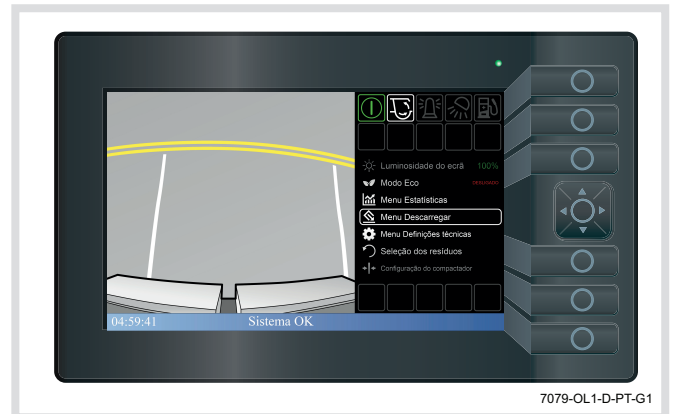 Luminosidade do ecrã 100%
Modo Eco DESLIGADO
Menu Estatísticas
Menu Descarregar
Menu Definições técnicas
Seleção dos resíduos
Configuração do compactador
04:59:41 Sistema OK
7079-OL1-D-PT-G1